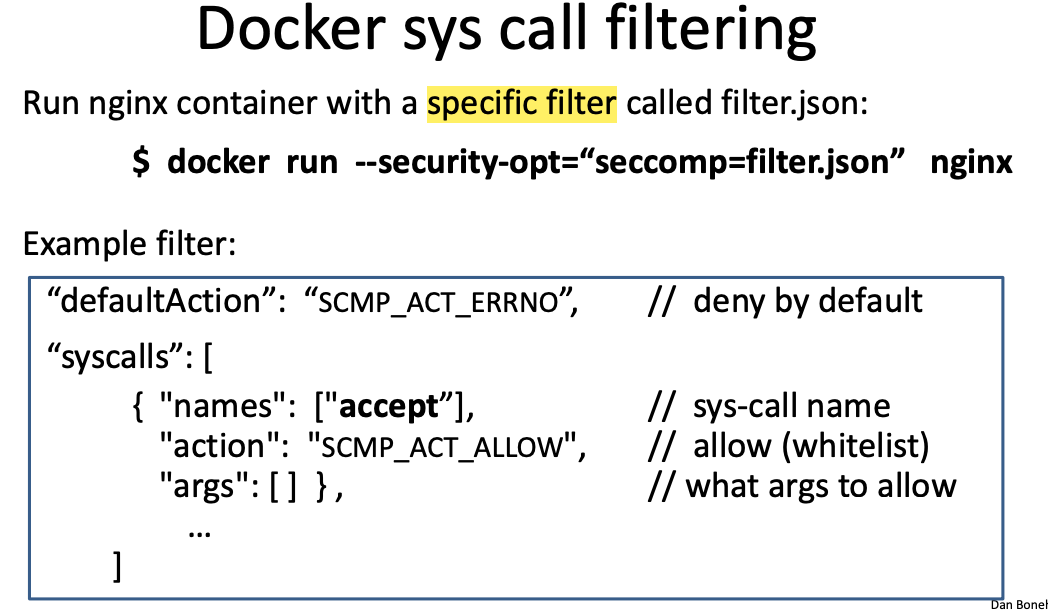 Docker sys call filtering
Run nginx container with a specific filter called filter.json:
$ docker run --security-opt=“seccomp=filter.json” nginx
Example filter:
“defaultAction”: “SCMP_ACT_ERRNO”, // deny by default
“syscalls”: [
{ "names": ["accept”], // sys-call name
"action": "SCMP_ACT_ALLOW", // allow (whitelist)
"args": [ ] } , // what args to allow
…
]
Dan Boneh